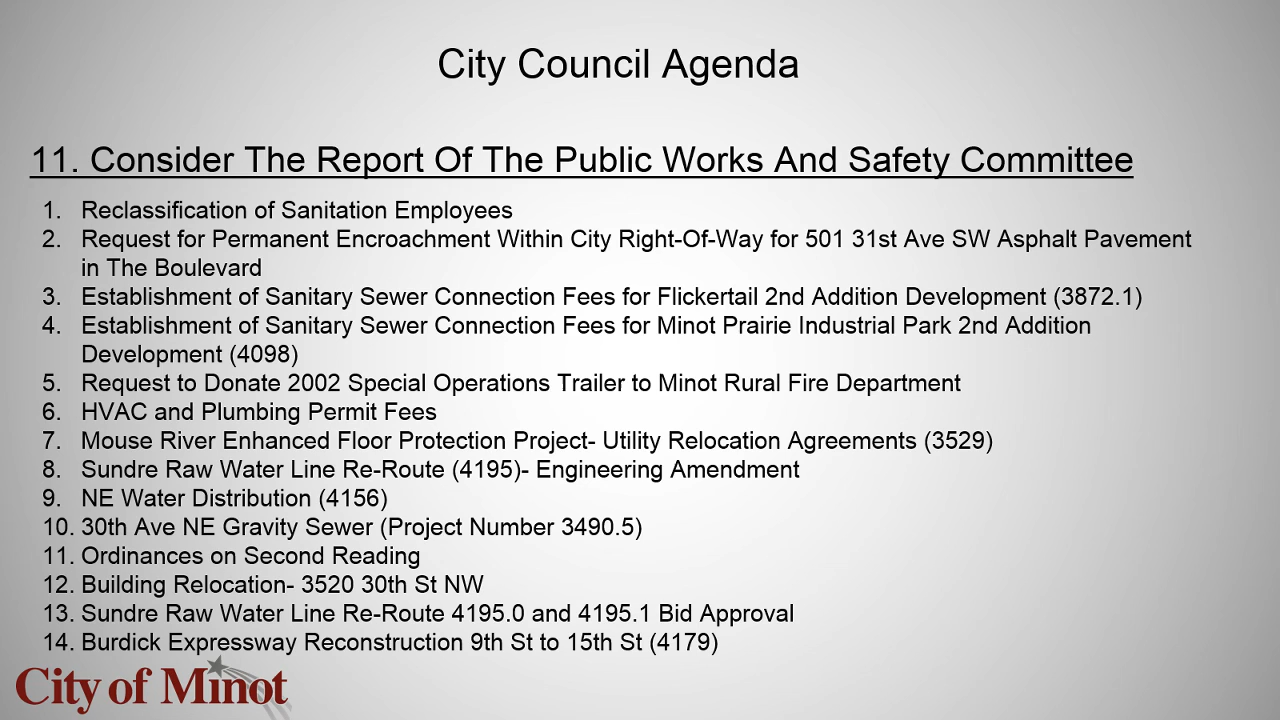 City Council Agenda
11. Consider The Report Of The Public Works And Safety Committee
1. Reclassification of Sanitation Employees
2. Request for Permanent Encroachment Within City Right-Of-Way for 501 31st Ave SW Asphalt Pavement
in The Boulevard
3. Establishment of Sanitary Sewer Connection Fees for Flickertail 2nd Addition Development (3872.1)
4. Establishment of Sanitary Sewer Connection Fees for Minot Prairie Industrial Park 2nd Addition
Development (4098)
5. Request to Donate 2002 Special Operations Trailer to Minot Rural Fire Department
6. HVAC and Plumbing Permit Fees
7. Mouse River Enhanced Floor Protection Project- Utility Relocation Agreements (3529)
8. Sundre Raw Water Line Re-Route (4195)- Engineering Amendment
9. NE Water Distribution (4156)
10. 30th Ave NE Gravity Sewer (Project Number 3490.5)
11. Ordinances on Second Reading
12. Building Relocation- 3520 30th St NW
13. Sundre Raw Water Line Re-Route 4195.0 and 4195.1 Bid Approval
14. Burdick Expressway Reconstruction 9th St to 15th St (4179)
City of Minot